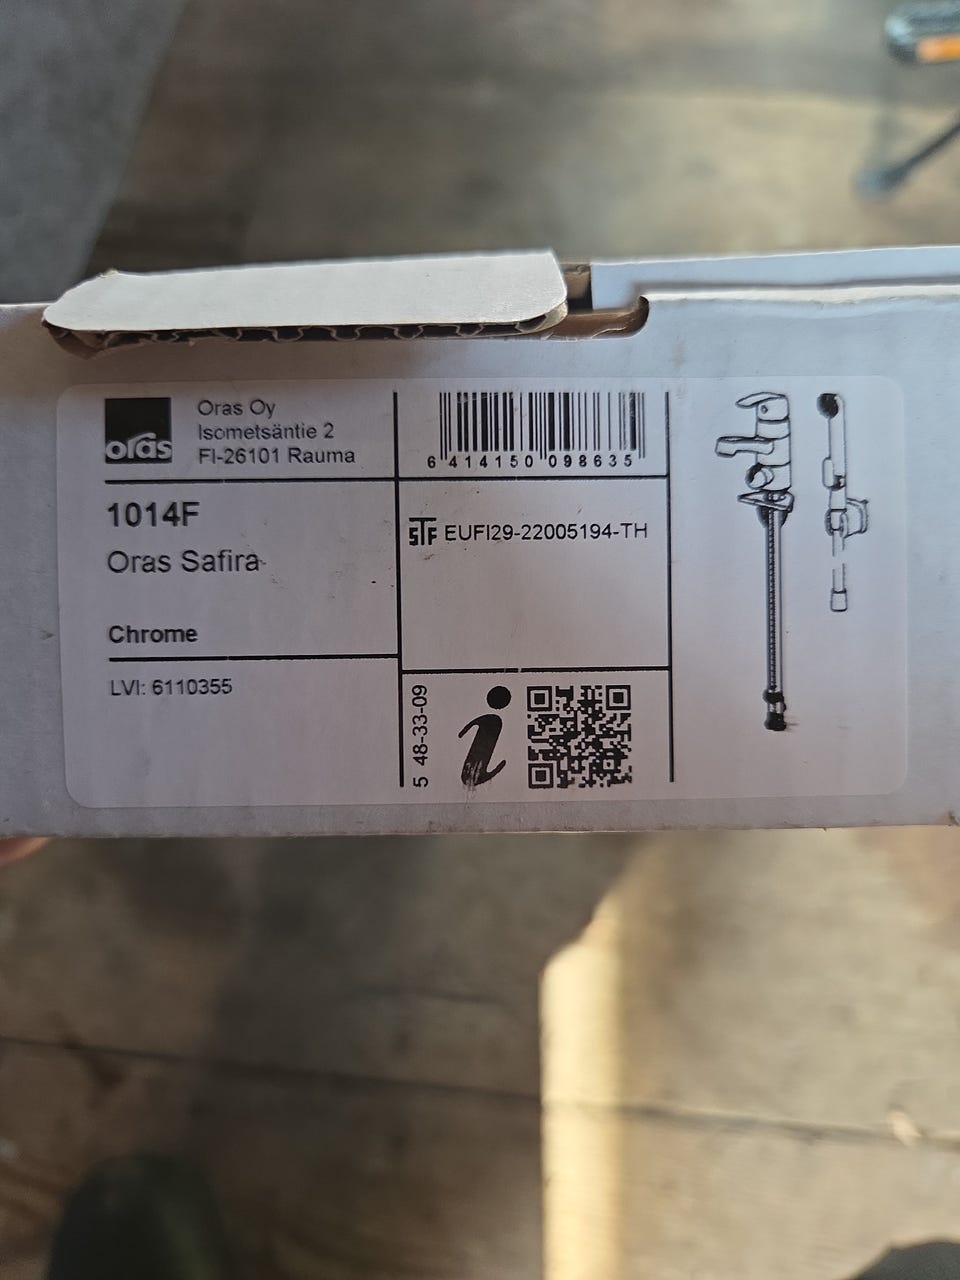 oras
Oras Oy
Isometsäntie 2
FI-26101 Rauma
1014F
Oras Safira
Chrome
LVI: 6110355
6 414150 098635
STF EUFI29-22005194-TH
5 48-33-09
i